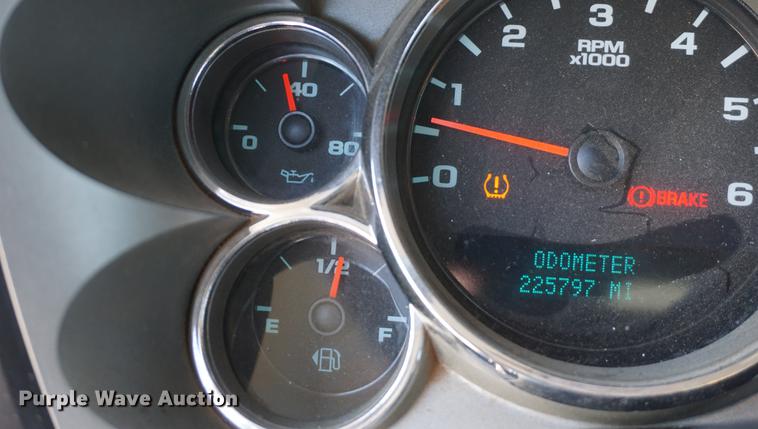 0 40 80
1/2
E F
0 1 2 3 4 5 6
RPM
x1000
BRAKE
ODOMETER
225797 MI
Purple Wave Auction